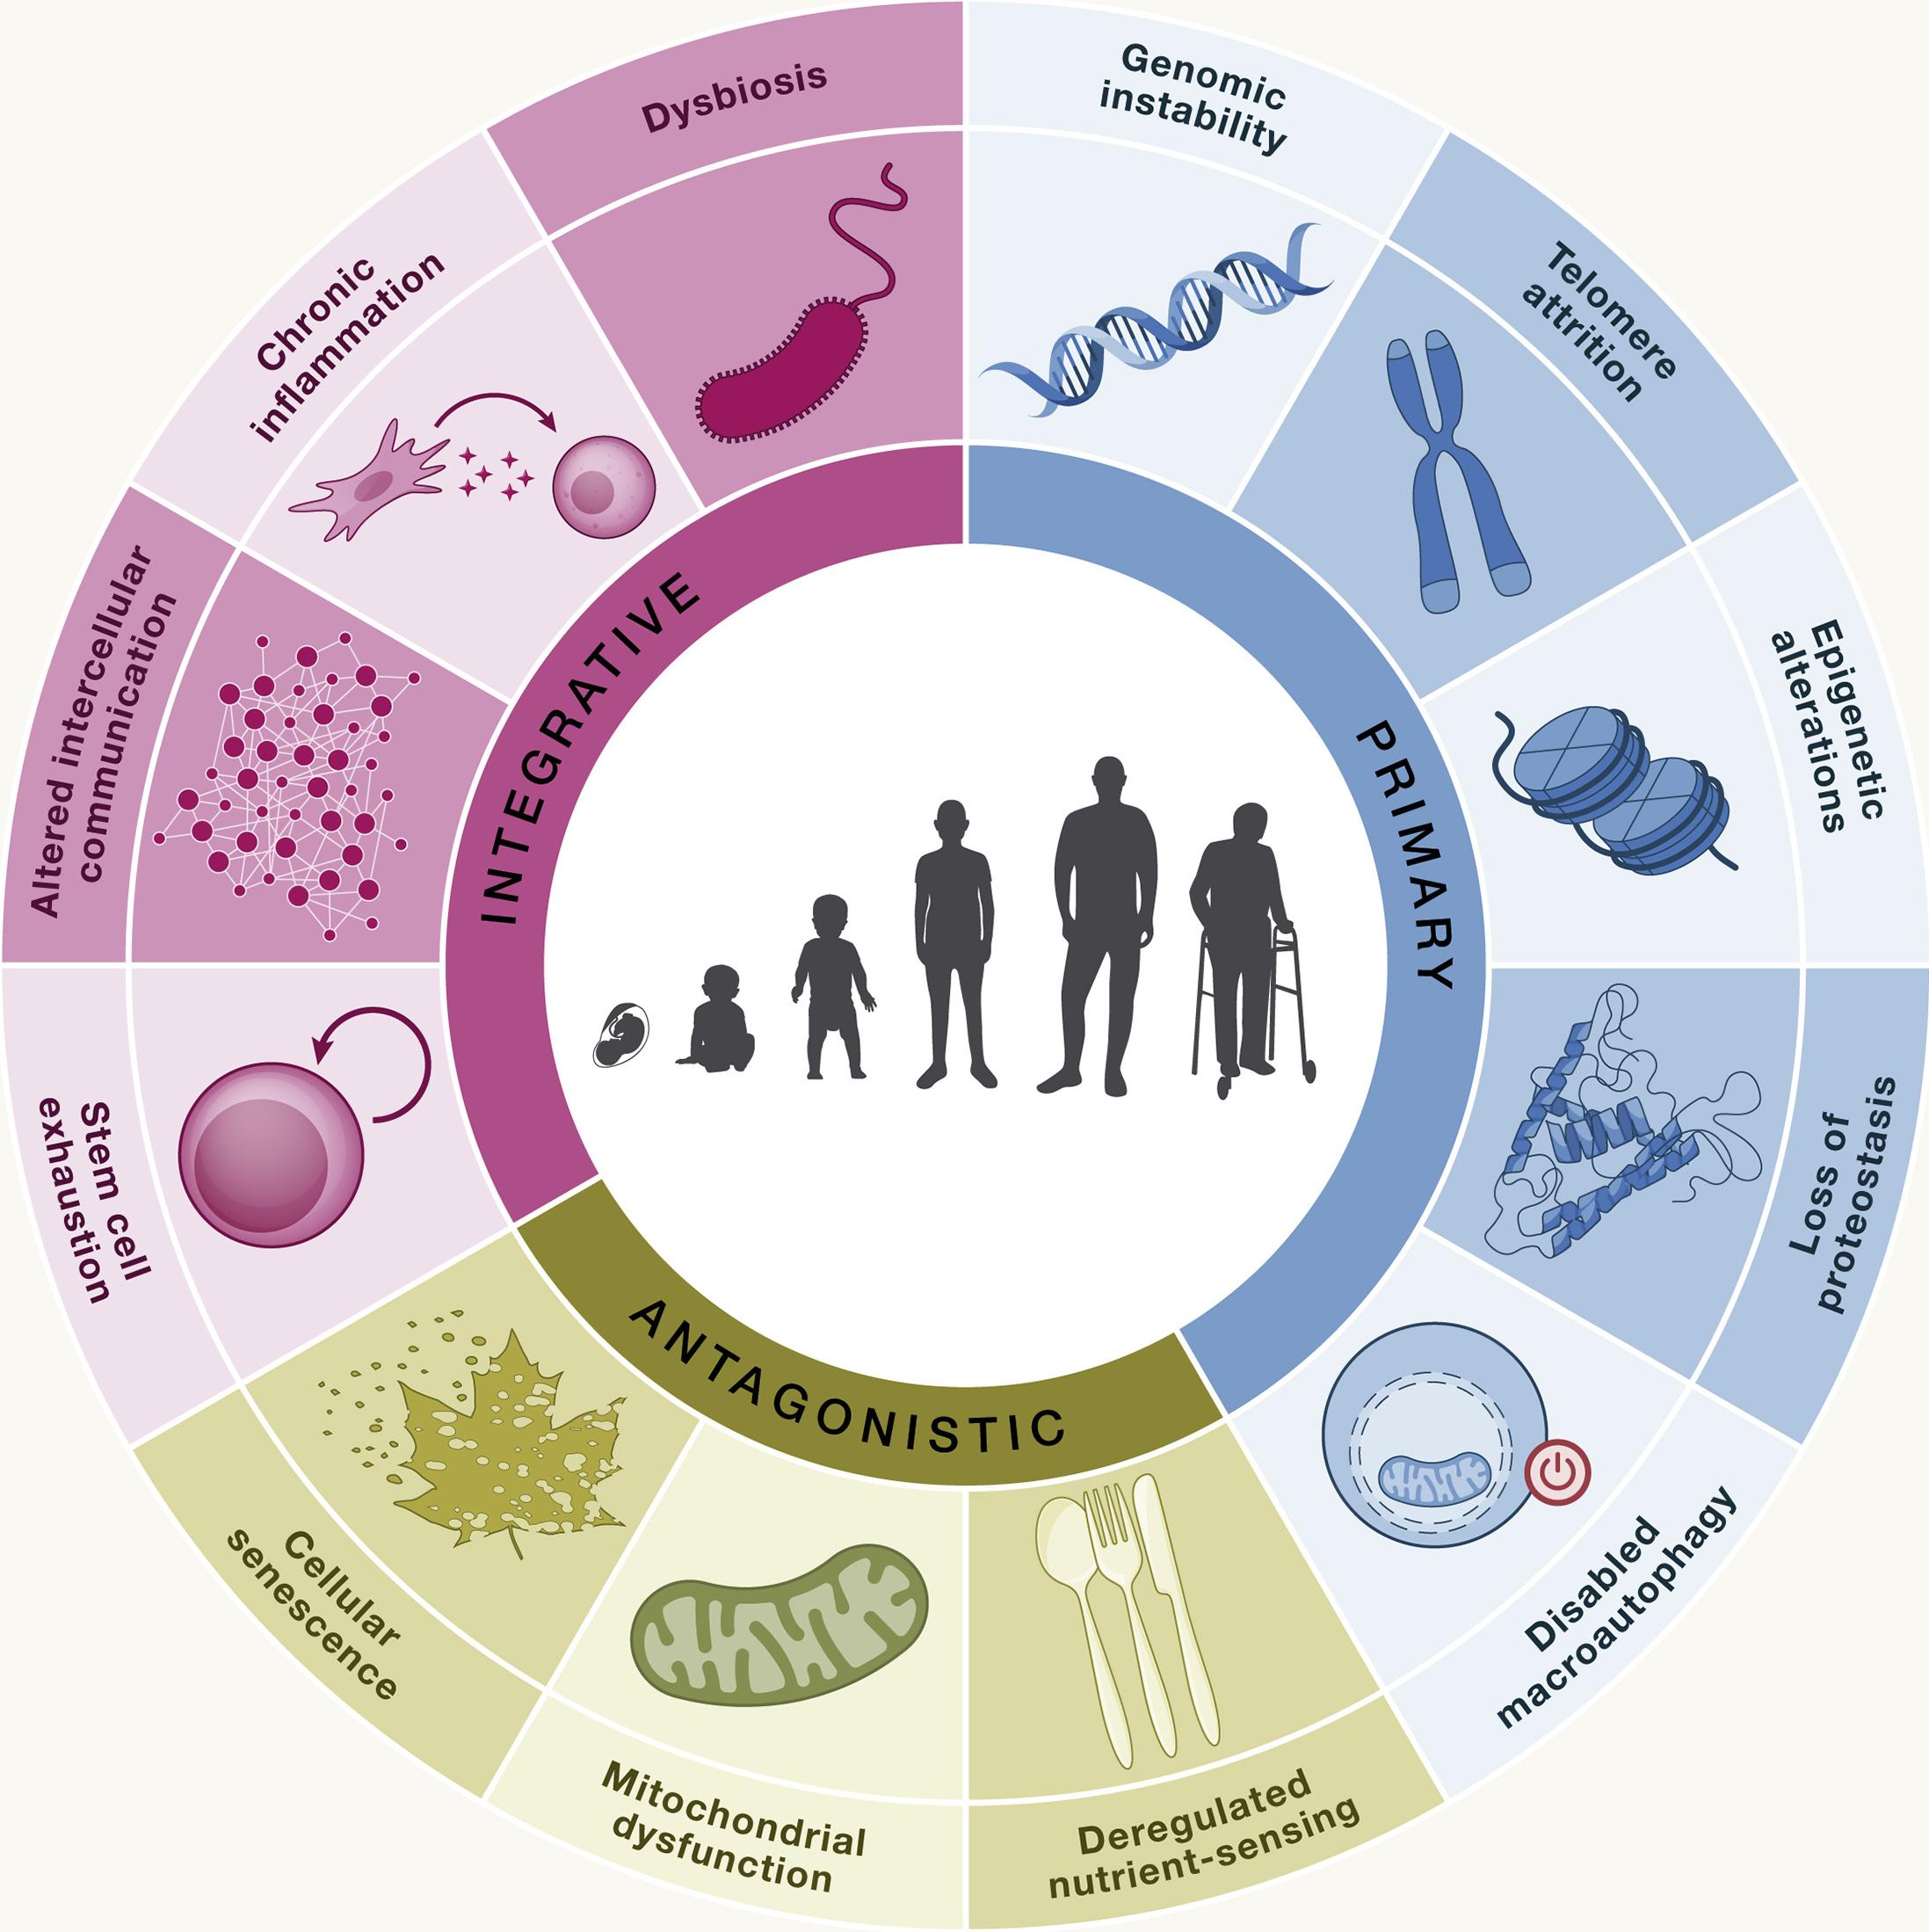 Genomic
instability
Telomere
attrition
Epigenetic
alterations
Loss of
proteostasis
Disabled
macroautophagy
Deregulated
nutrient-sensing
Mitochondrial
dysfunction
Cellular
senescence
Stem cell
exhaustion
Altered intercellular
communication
Chronic
inflammation
Dysbiosis
PRIMARY
ANTAGONISTIC
INTEGRATIVE